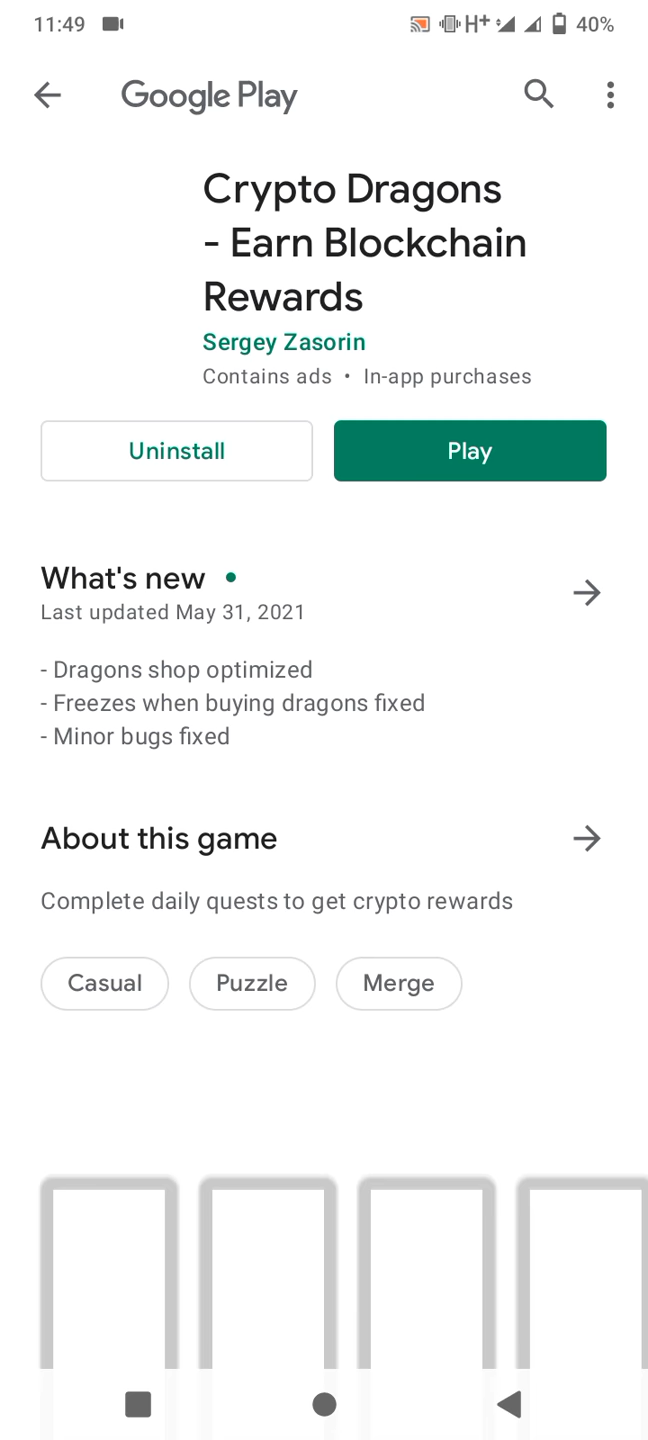 11:49 H+ 40%
Google Play
Crypto Dragons
- Earn Blockchain
Rewards
Sergey Zasorin
Contains ads • In-app purchases
Uninstall Play
What's new •
Last updated May 31, 2021
- Dragons shop optimized
- Freezes when buying dragons fixed
- Minor bugs fixed
About this game
Complete daily quests to get crypto rewards
Casual Puzzle Merge